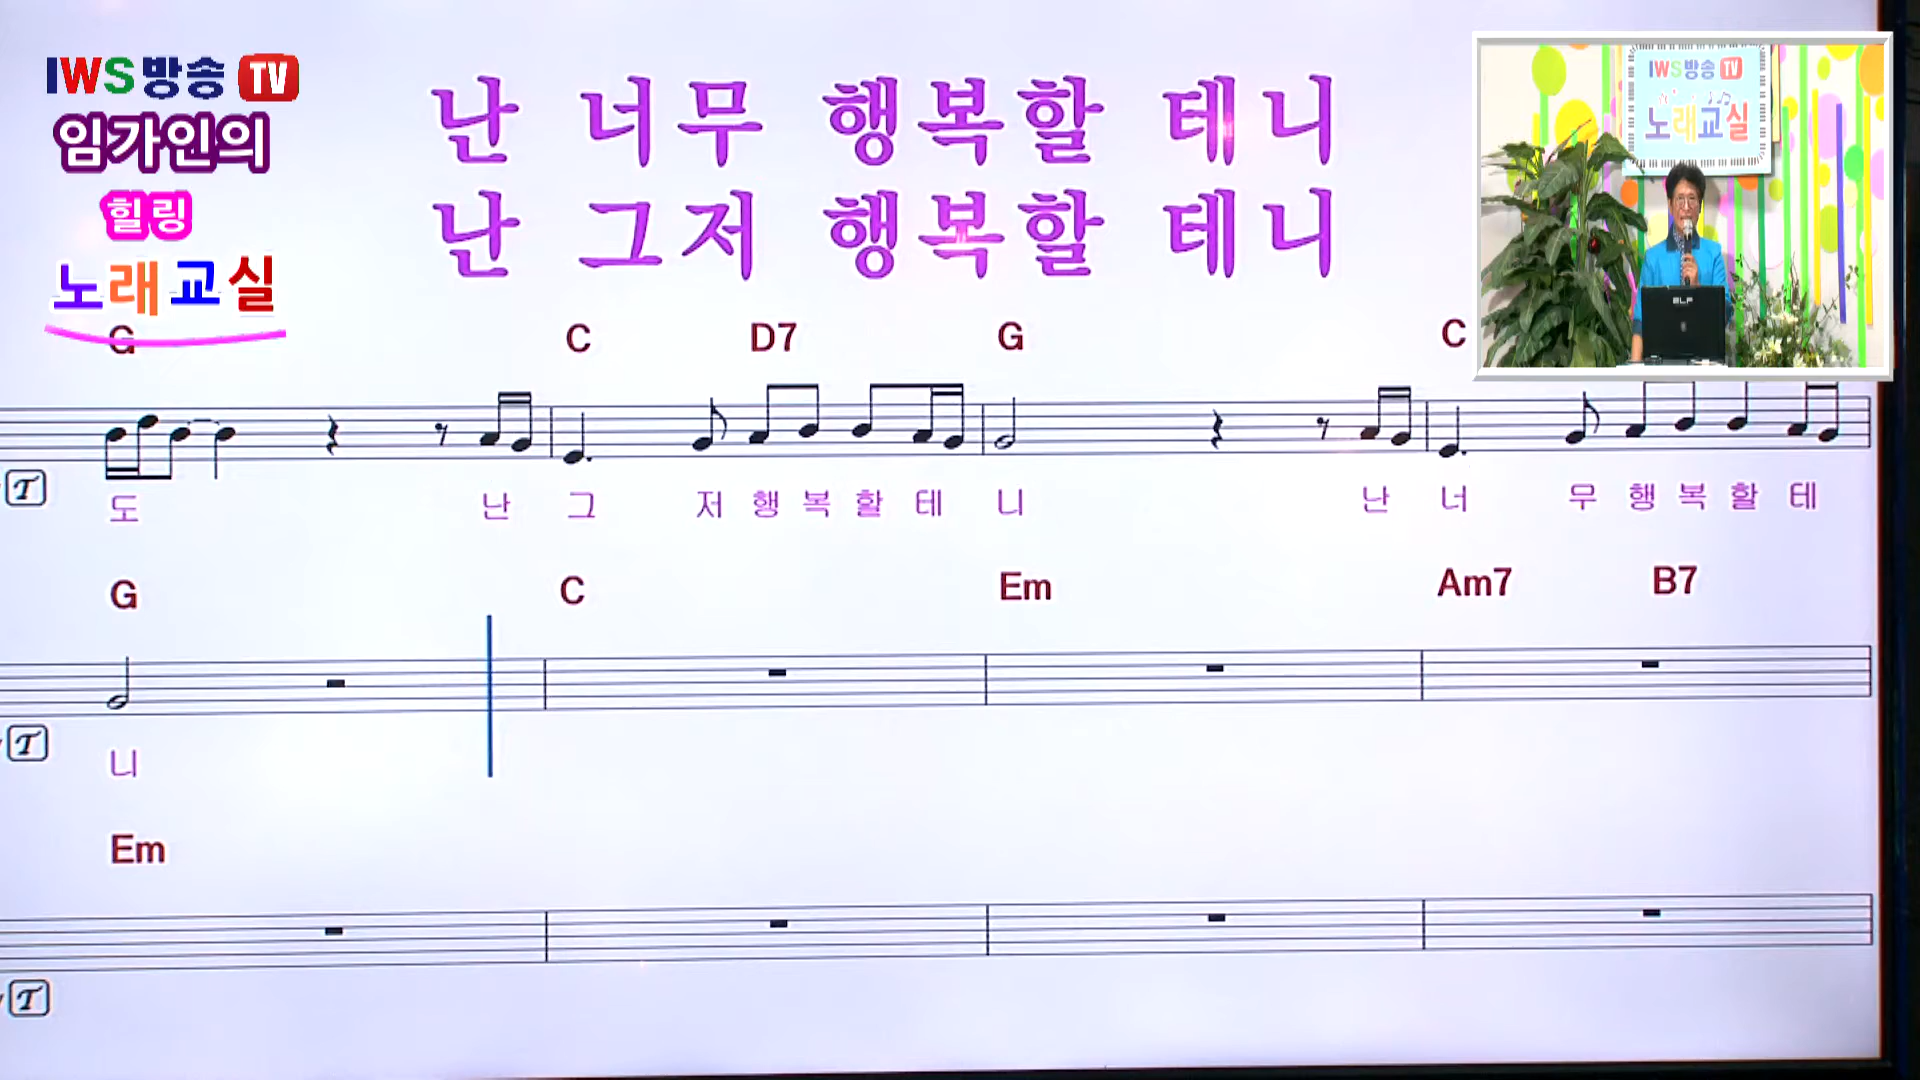 IWS방송 TV
임가인의
힐링
노래교실
난 너무 행복할 테니
난 그저 행복할 테니
IWS방송 TV
노래교실
ELF
G C D7 G C
T
도 난 그 저 행 복 할 테 니 난 너 무 행 복 할 테
G C Em Am7 B7
T
니
Em
T